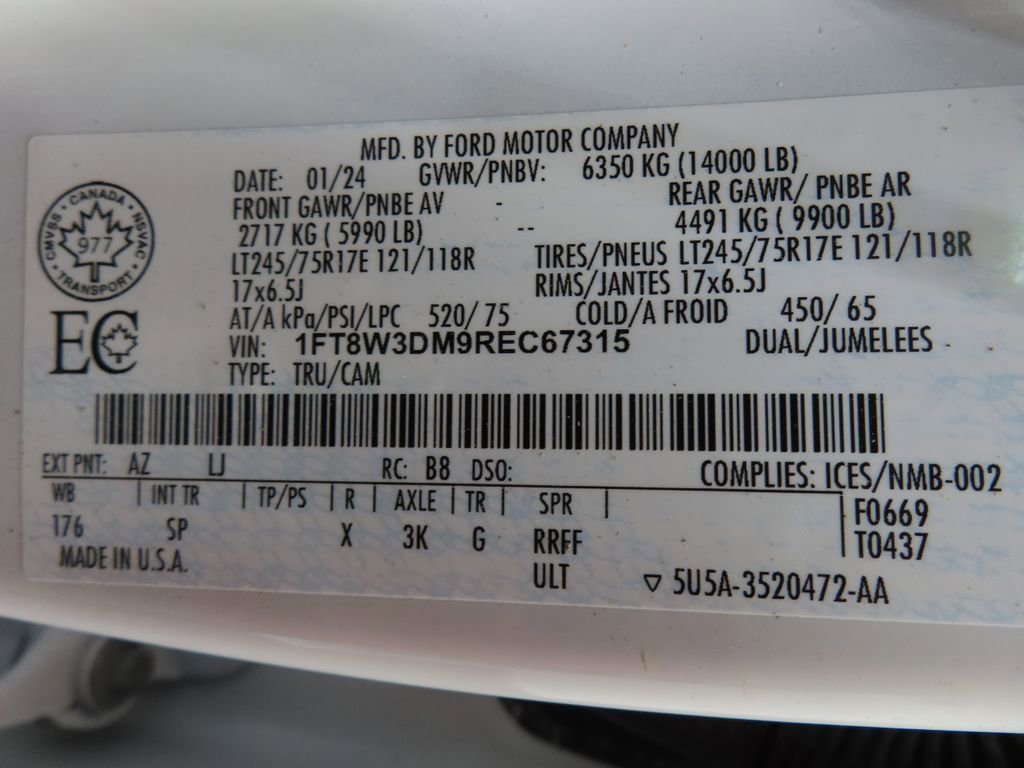 MFD. BY FORD MOTOR COMPANY
DATE: 01/24 GVWR/PNBV: 6350 KG (14000 LB)
FRONT GAWR/PNBE AV - REAR GAWR/ PNBE AR
2717 KG ( 5990 LB) -- 4491 KG ( 9900 LB)
LT245/75R17E 121/118R TIRES/PNEUS LT245/75R17E 121/118R
17x6.5J RIMS/JANTES 17x6.5J
AT/A kPa/PSI/LPC 520/ 75 COLD/A FROID 450/ 65
VIN: 1FT8W3DM9REC67315 DUAL/JUMELEES
TYPE: TRU/CAM
CANADA · NSVAC · TRANSPORT · CMVSS
977
EC
EXT PNT: AZ LJ RC: B8 DSO: COMPLIES: ICES/NMB-002
WB | INT TR | TP/PS | R | AXLE | TR | SPR | F0669
176 SP X 3K G RRFF T0437
MADE IN U.S.A. ULT ▽ 5U5A-3520472-AA